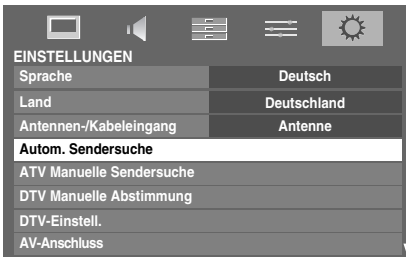 EINSTELLUNGEN
Sprache Deutsch
Land Deutschland
Antennen-/Kabeleingang Antenne
Autom. Sendersuche
ATV Manuelle Sendersuche
DTV Manuelle Abstimmung
DTV-Einstell.
AV-Anschluss